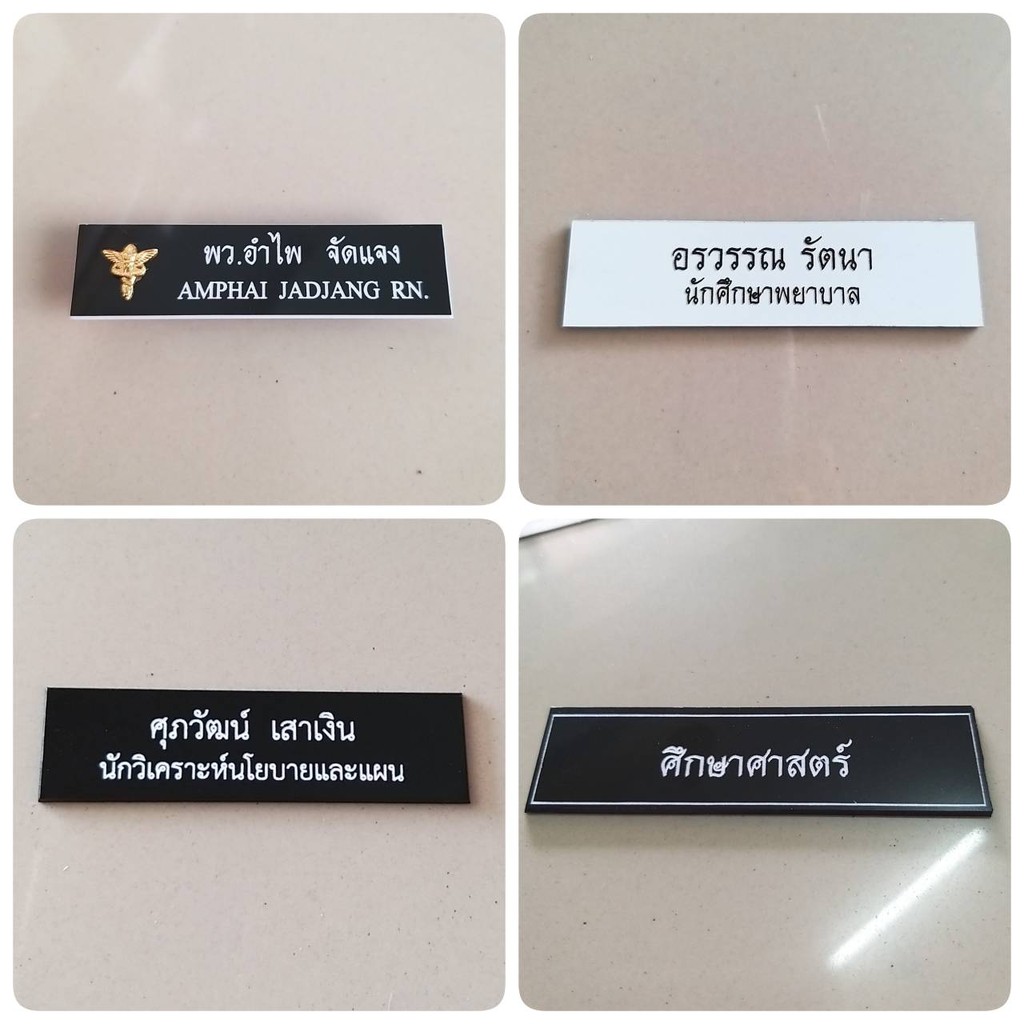 พว.อำไพ จัดแจง
AMPHAI JADJANG RN.
อรวรรณ รัตนา
นักศึกษาพยาบาล
ศุภวัฒน์ เสาเงิน
นักวิเคราะห์นโยบายและแผน
ศึกษาศาสตร์